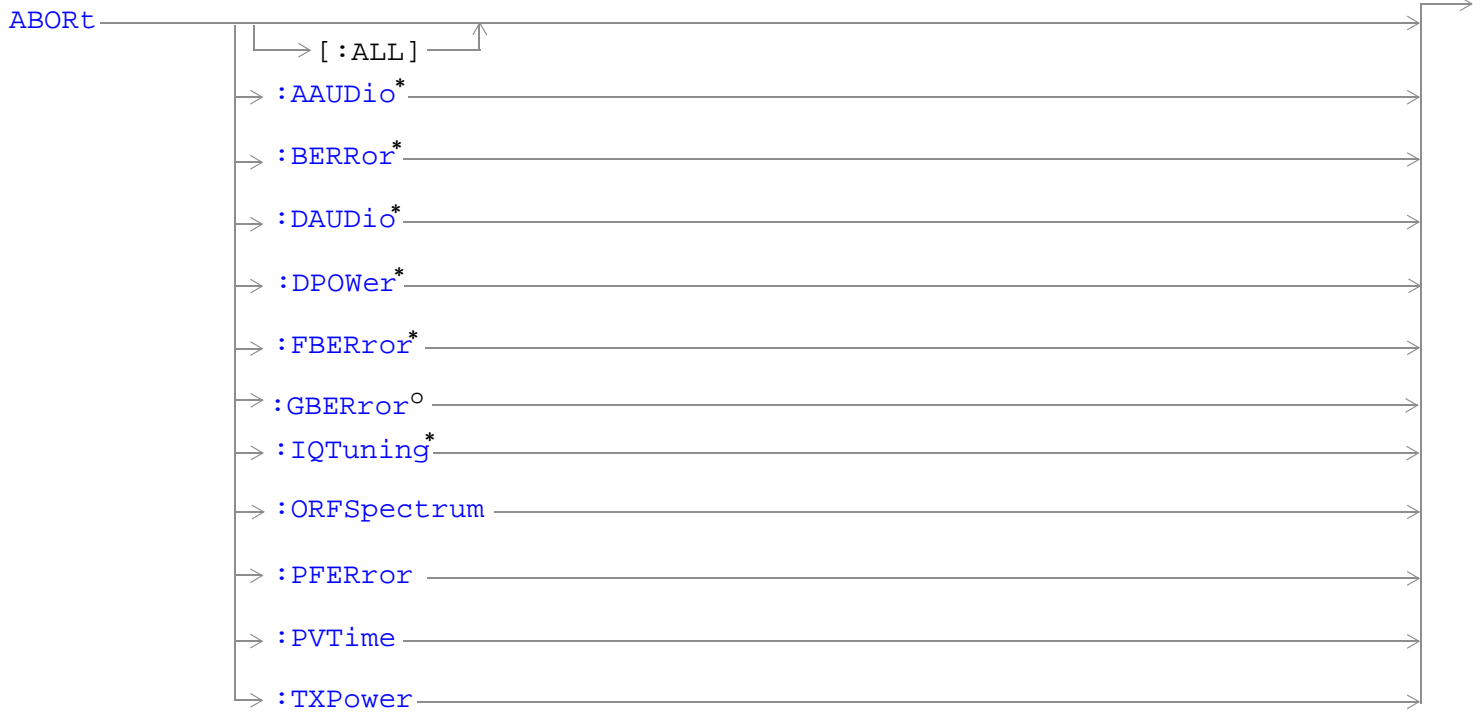 ABORt
[:ALL]
:AAUDio*
:BERRor*
:DAUDio*
:DPOWer*
:FBERror*
:GBERror°
:IQTuning*
:ORFSpectrum
:PFERror
:PVTime
:TXPower